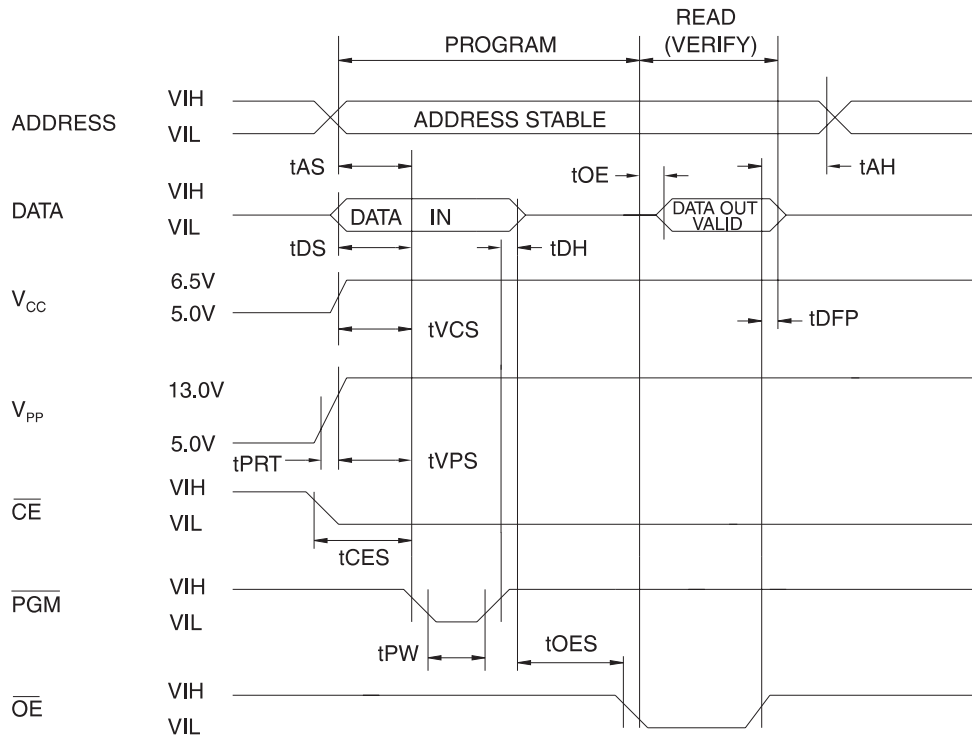 READ
PROGRAM (VERIFY)
ADDRESS VIH VIL ADDRESS STABLE
tAS tOE tAH
DATA VIH VIL DATA IN DATA OUT
VALID
tDS tDH
VCC 6.5V 5.0V
tVCS tDFP
VPP 13.0V 5.0V
tPRT tVPS
CE VIH VIL
tCES
PGM VIH VIL
tPW tOES
OE VIH VIL